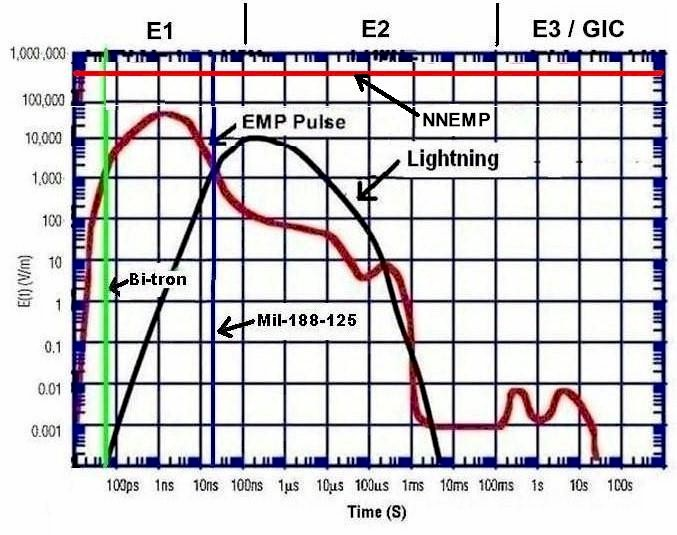 E1 E2 E3 / GIC
1,000,000
100,000
10,000
1,000
100
10
1
0.1
0.01
0.001
E(t) (V/m)
EMP Pulse
NNEMP
Lightning
Bi-tron
Mil-188-125
100ps 1ns 10ns 100ns 1µs 10µs 100µs 1ms 10ms 100ms 1s 10s 100s
Time (S)